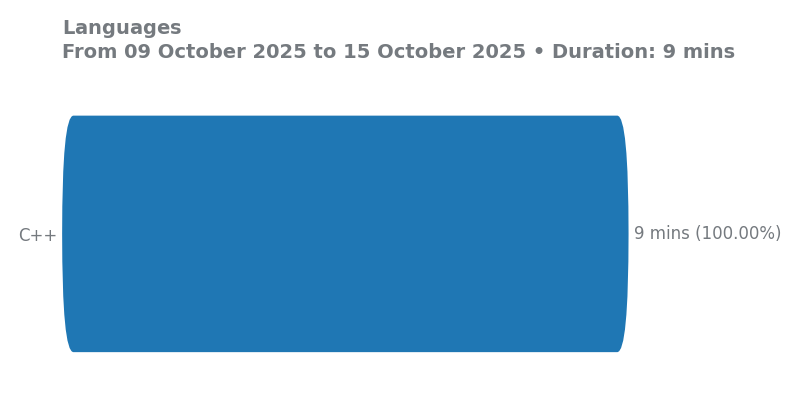 Languages
From 09 October 2025 to 15 October 2025 • Duration: 9 mins
C++
9 mins (100.00%)